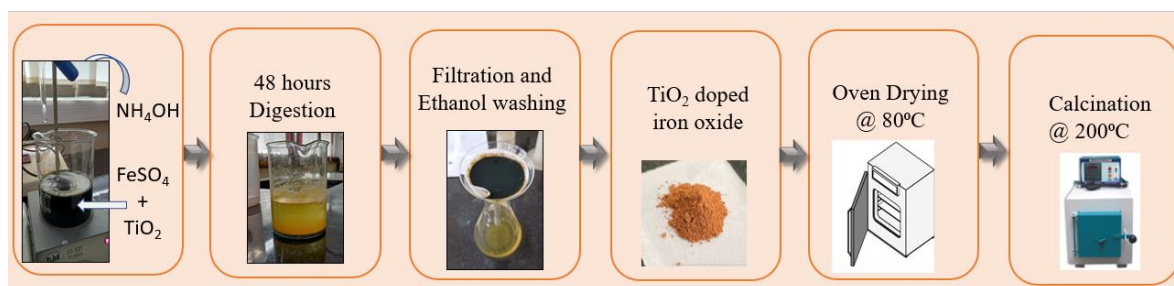 NH₄OH
FeSO₄
+
TiO₂
48 hours
Digestion
Filtration and
Ethanol washing
TiO₂ doped
iron oxide
Oven Drying
@ 80ºC
Calcination
@ 200ºC